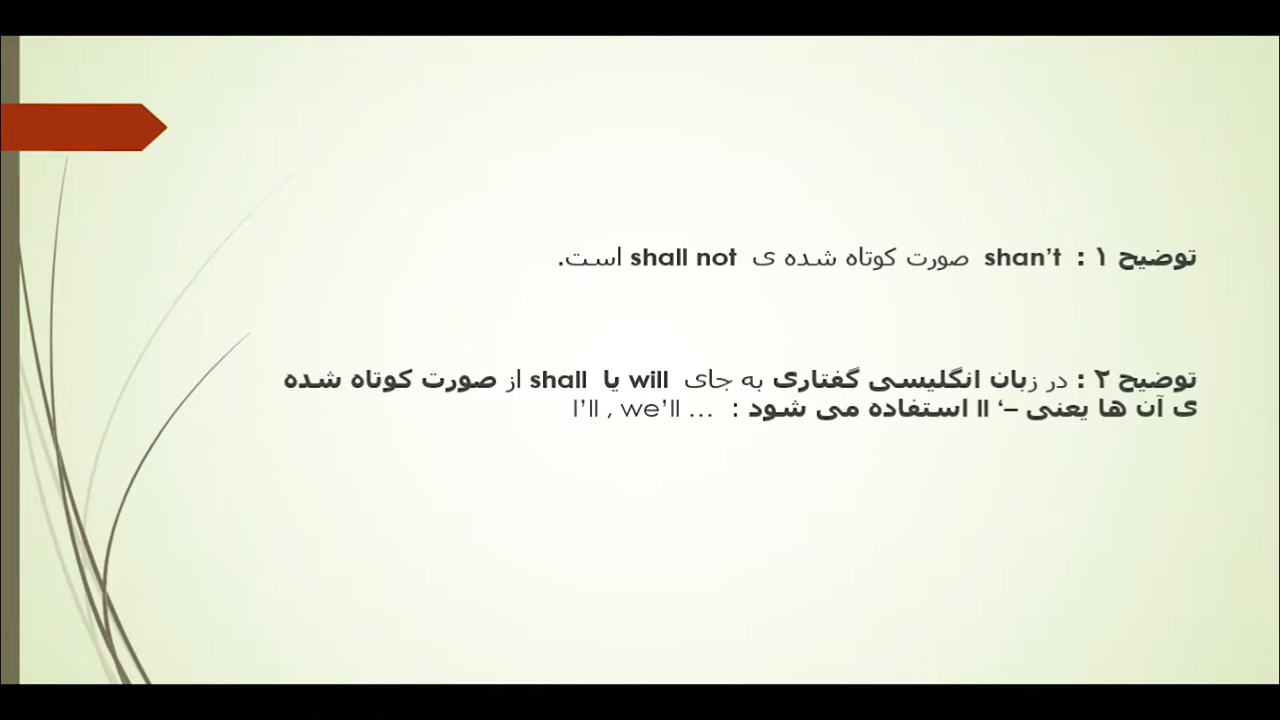 توضیح ۱ : shan’t صورت کوتاه شده ی shall not است.
توضیح ۲ : در زبان انگلیسی گفتاری به جای will یا shall از صورت کوتاه شده
ی آن ها یعنی –‘ ll استفاده می شود : I’ll , we’ll …